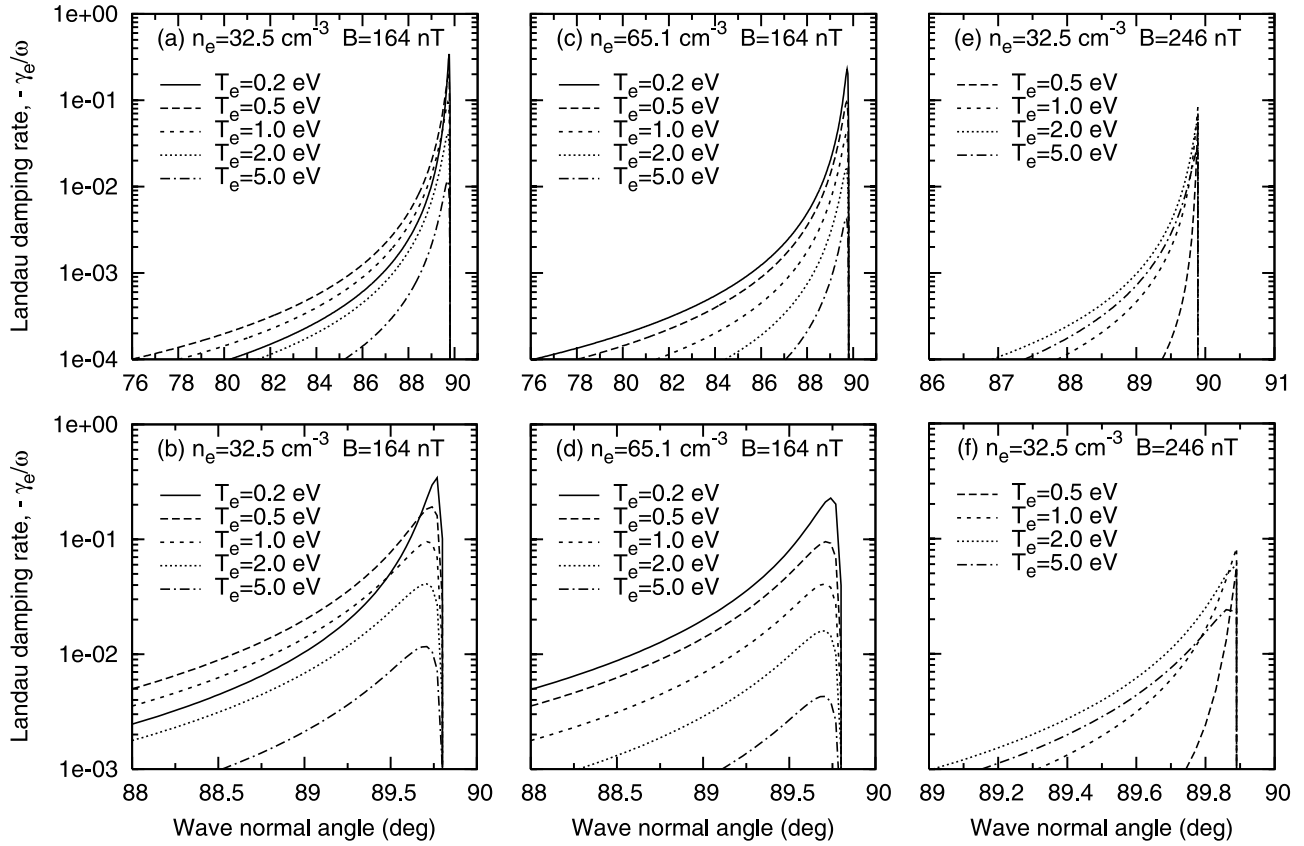 Landau damping rate, - γe/ω
1e+00
1e-01
1e-02
1e-03
1e-04
(a) ne=32.5 cm-3 B=164 nT
Te=0.2 eV
Te=0.5 eV
Te=1.0 eV
Te=2.0 eV
Te=5.0 eV
76 78 80 82 84 86 88 90
(c) ne=65.1 cm-3 B=164 nT
Te=0.2 eV
Te=0.5 eV
Te=1.0 eV
Te=2.0 eV
Te=5.0 eV
76 78 80 82 84 86 88 90
(e) ne=32.5 cm-3 B=246 nT
Te=0.5 eV
Te=1.0 eV
Te=2.0 eV
Te=5.0 eV
86 87 88 89 90 91
Landau damping rate, - γe/ω
1e+00
1e-01
1e-02
1e-03
(b) ne=32.5 cm-3 B=164 nT
Te=0.2 eV
Te=0.5 eV
Te=1.0 eV
Te=2.0 eV
Te=5.0 eV
88 88.5 89 89.5 90
Wave normal angle (deg)
(d) ne=65.1 cm-3 B=164 nT
Te=0.2 eV
Te=0.5 eV
Te=1.0 eV
Te=2.0 eV
Te=5.0 eV
88 88.5 89 89.5 90
Wave normal angle (deg)
(f) ne=32.5 cm-3 B=246 nT
Te=0.5 eV
Te=1.0 eV
Te=2.0 eV
Te=5.0 eV
89 89.2 89.4 89.6 89.8 90
Wave normal angle (deg)